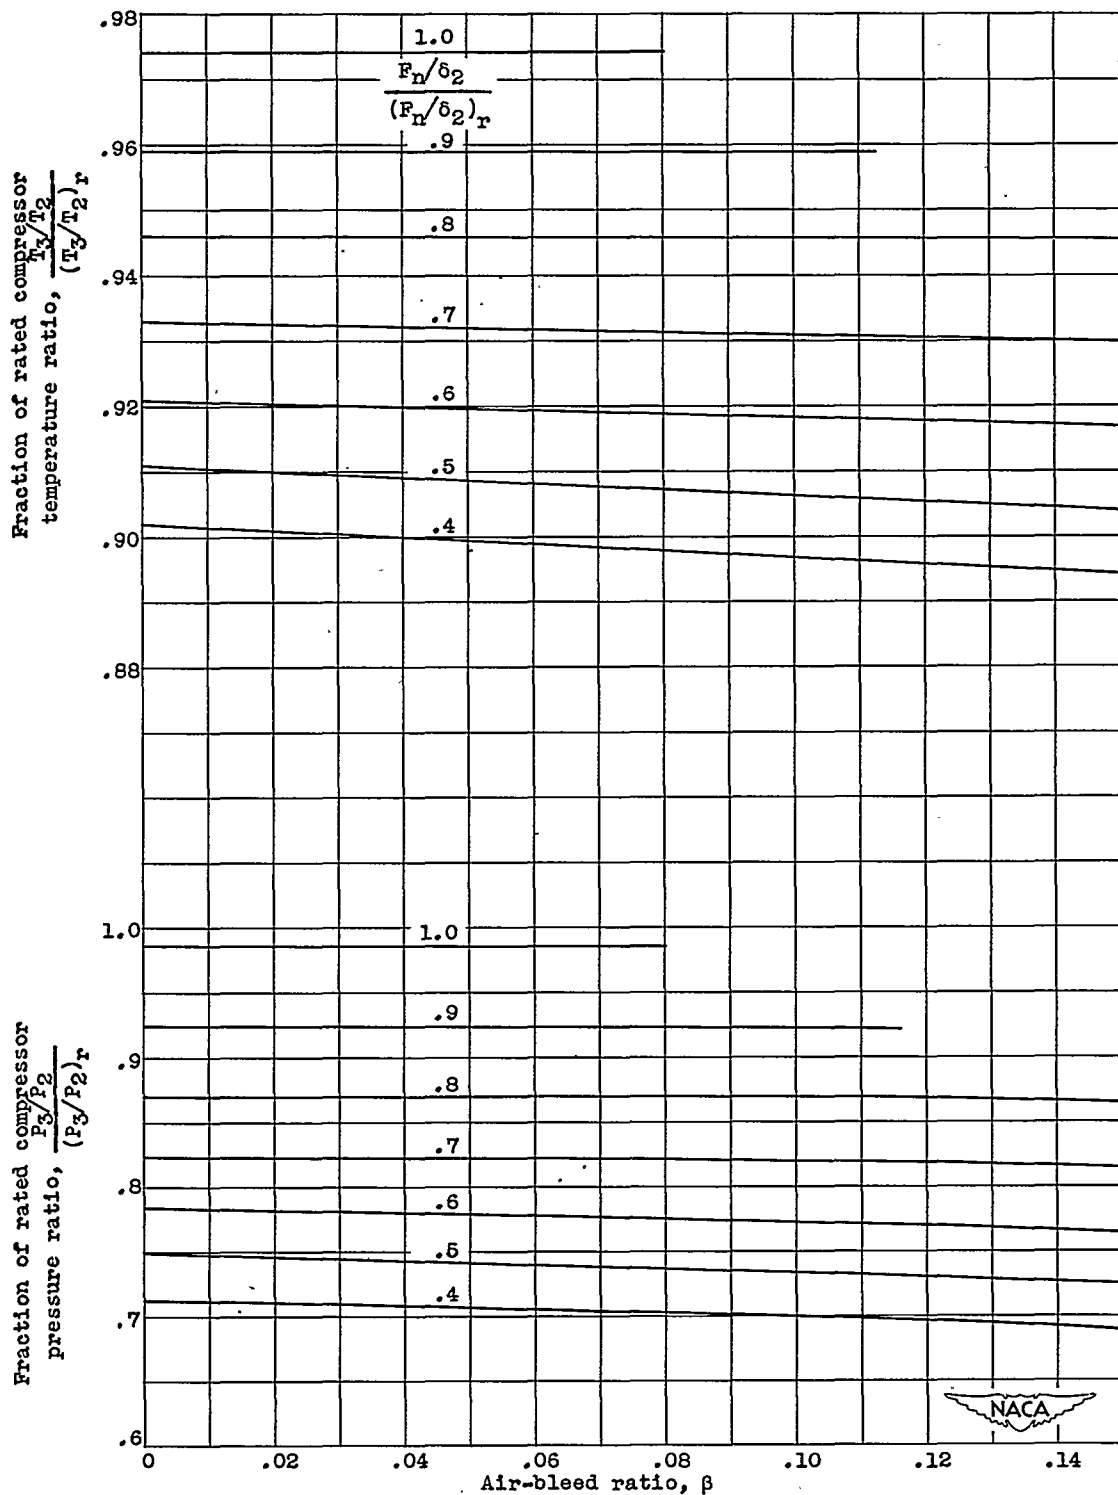 .98
1.0
Fn/δ2
(Fn/δ2)r
.96
.9
.8
.94
.7
.92
.6
.5
.4
.90
.88
Fraction of rated compressor
temperature ratio, T3/T2
(T3/T2)r
1.0
1.0
.9
.9
.8
.7
.8
.6
.5
.4
.7
.6
Fraction of rated compressor
pressure ratio, P3/P2
(P3/P2)r
NACA
0 .02 .04 .06 .08 .10 .12 .14
Air-bleed ratio, β